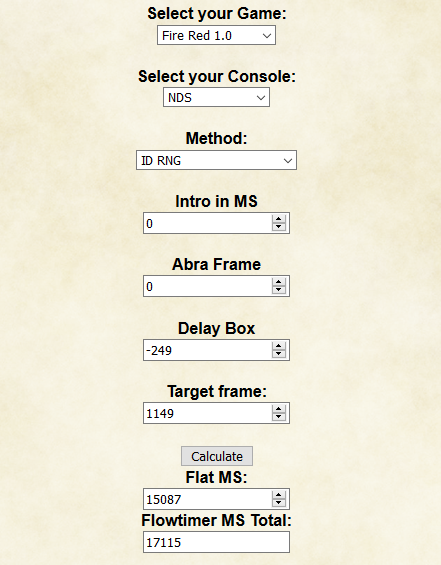 Select your Game:
Fire Red 1.0
Select your Console:
NDS
Method:
ID RNG
Intro in MS
0
Abra Frame
0
Delay Box
-249
Target frame:
1149
Calculate
Flat MS:
15087
Flowtimer MS Total:
17115